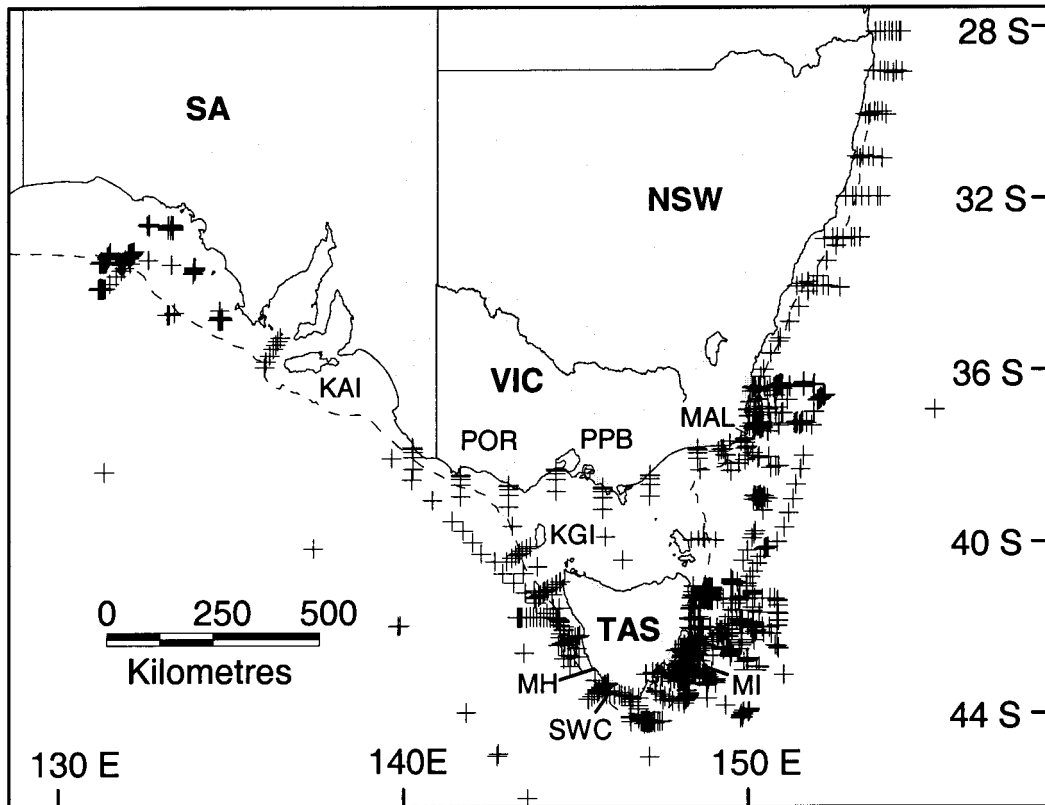 28 S
SA
32 S
NSW
36 S
KAI
VIC
MAL
POR
PPB
KGI
40 S
0 250 500
Kilometres
TAS
MH
MI
SWC
44 S
130 E
140E
150 E